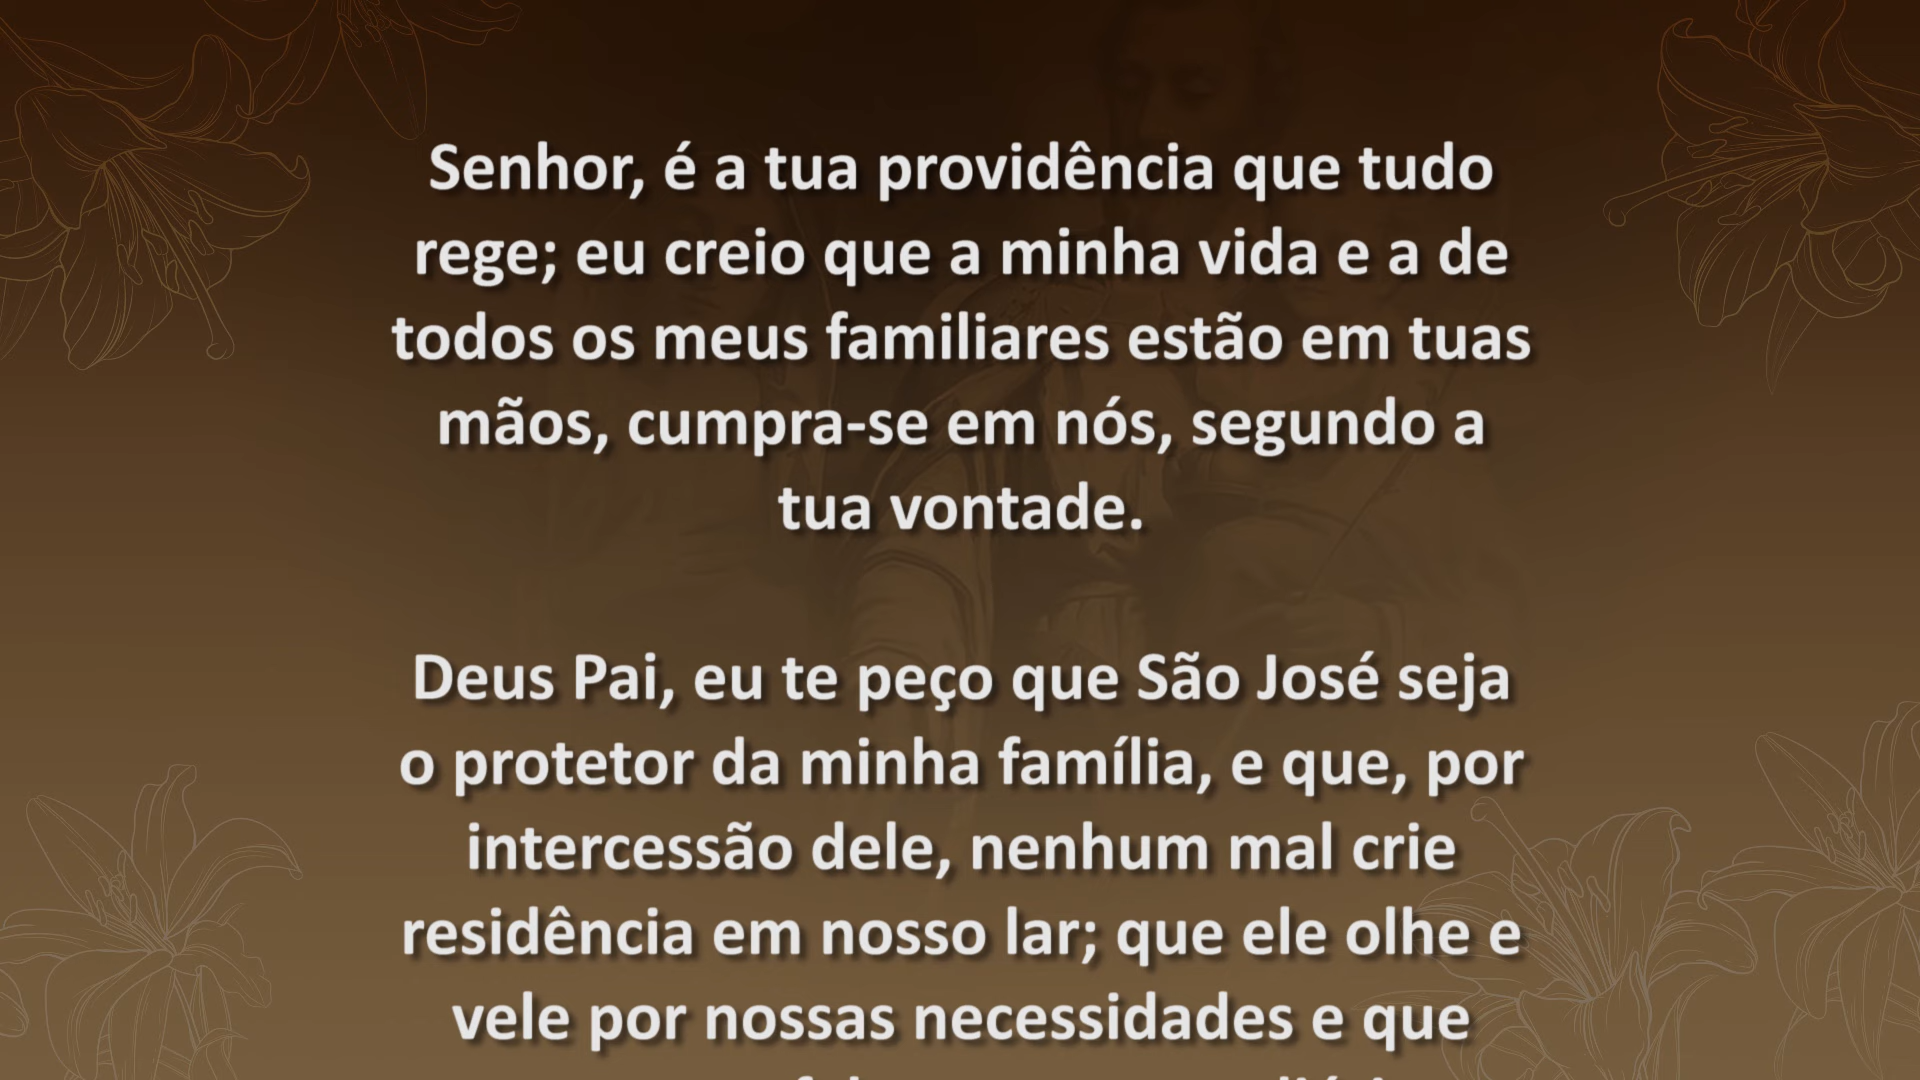 Senhor, é a tua providência que tudo
rege; eu creio que a minha vida e a de
todos os meus familiares estão em tuas
mãos, cumpra-se em nós, segundo a
tua vontade.
Deus Pai, eu te peço que São José seja
o protetor da minha família, e que, por
intercessão dele, nenhum mal crie
residência em nosso lar; que ele olhe e
vele por nossas necessidades e que